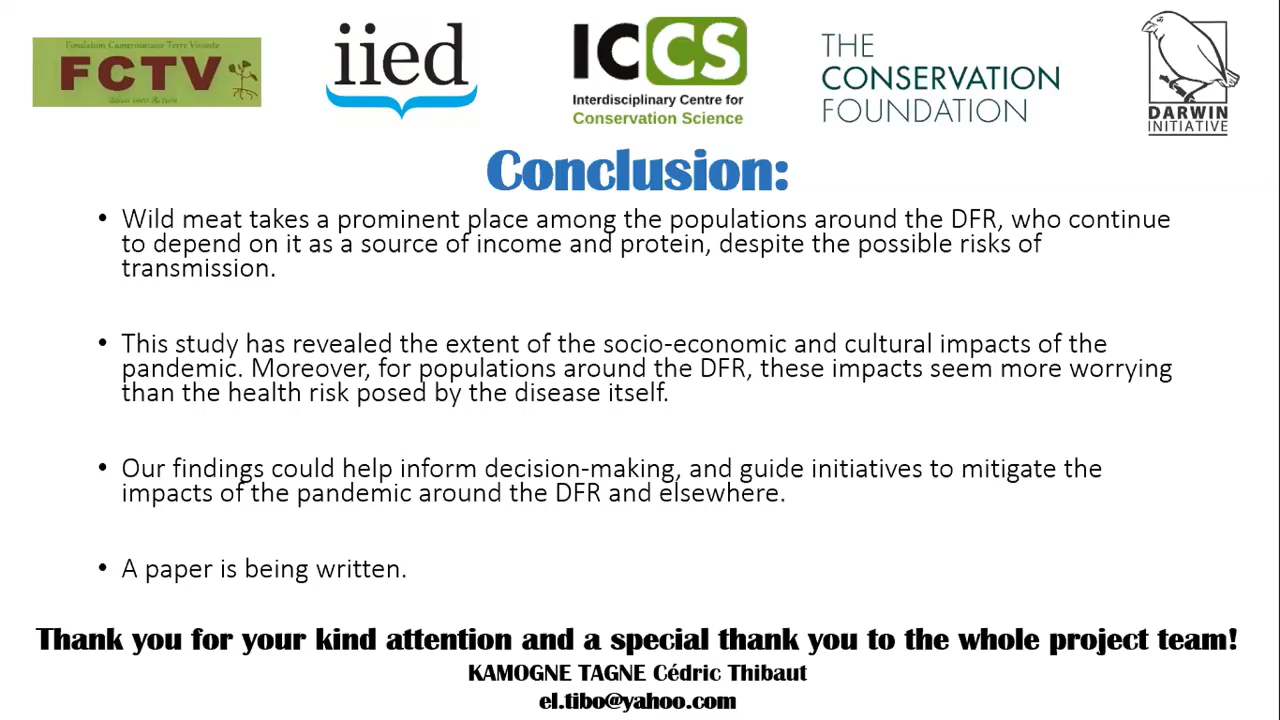 Fondation Camerounaise Terre Vivante
FCTV
iied
ICCS
Interdisciplinary Centre for
Conservation Science
THE
CONSERVATION
FOUNDATION
DARWIN
INITIATIVE
Conclusion:
• Wild meat takes a prominent place among the populations around the DFR, who continue
to depend on it as a source of income and protein, despite the possible risks of
transmission.
• This study has revealed the extent of the socio-economic and cultural impacts of the
pandemic. Moreover, for populations around the DFR, these impacts seem more worrying
than the health risk posed by the disease itself.
• Our findings could help inform decision-making, and guide initiatives to mitigate the
impacts of the pandemic around the DFR and elsewhere.
• A paper is being written.
Thank you for your kind attention and a special thank you to the whole project team!
KAMOGNE TAGNE Cédric Thibaut
el.tibo@yahoo.com